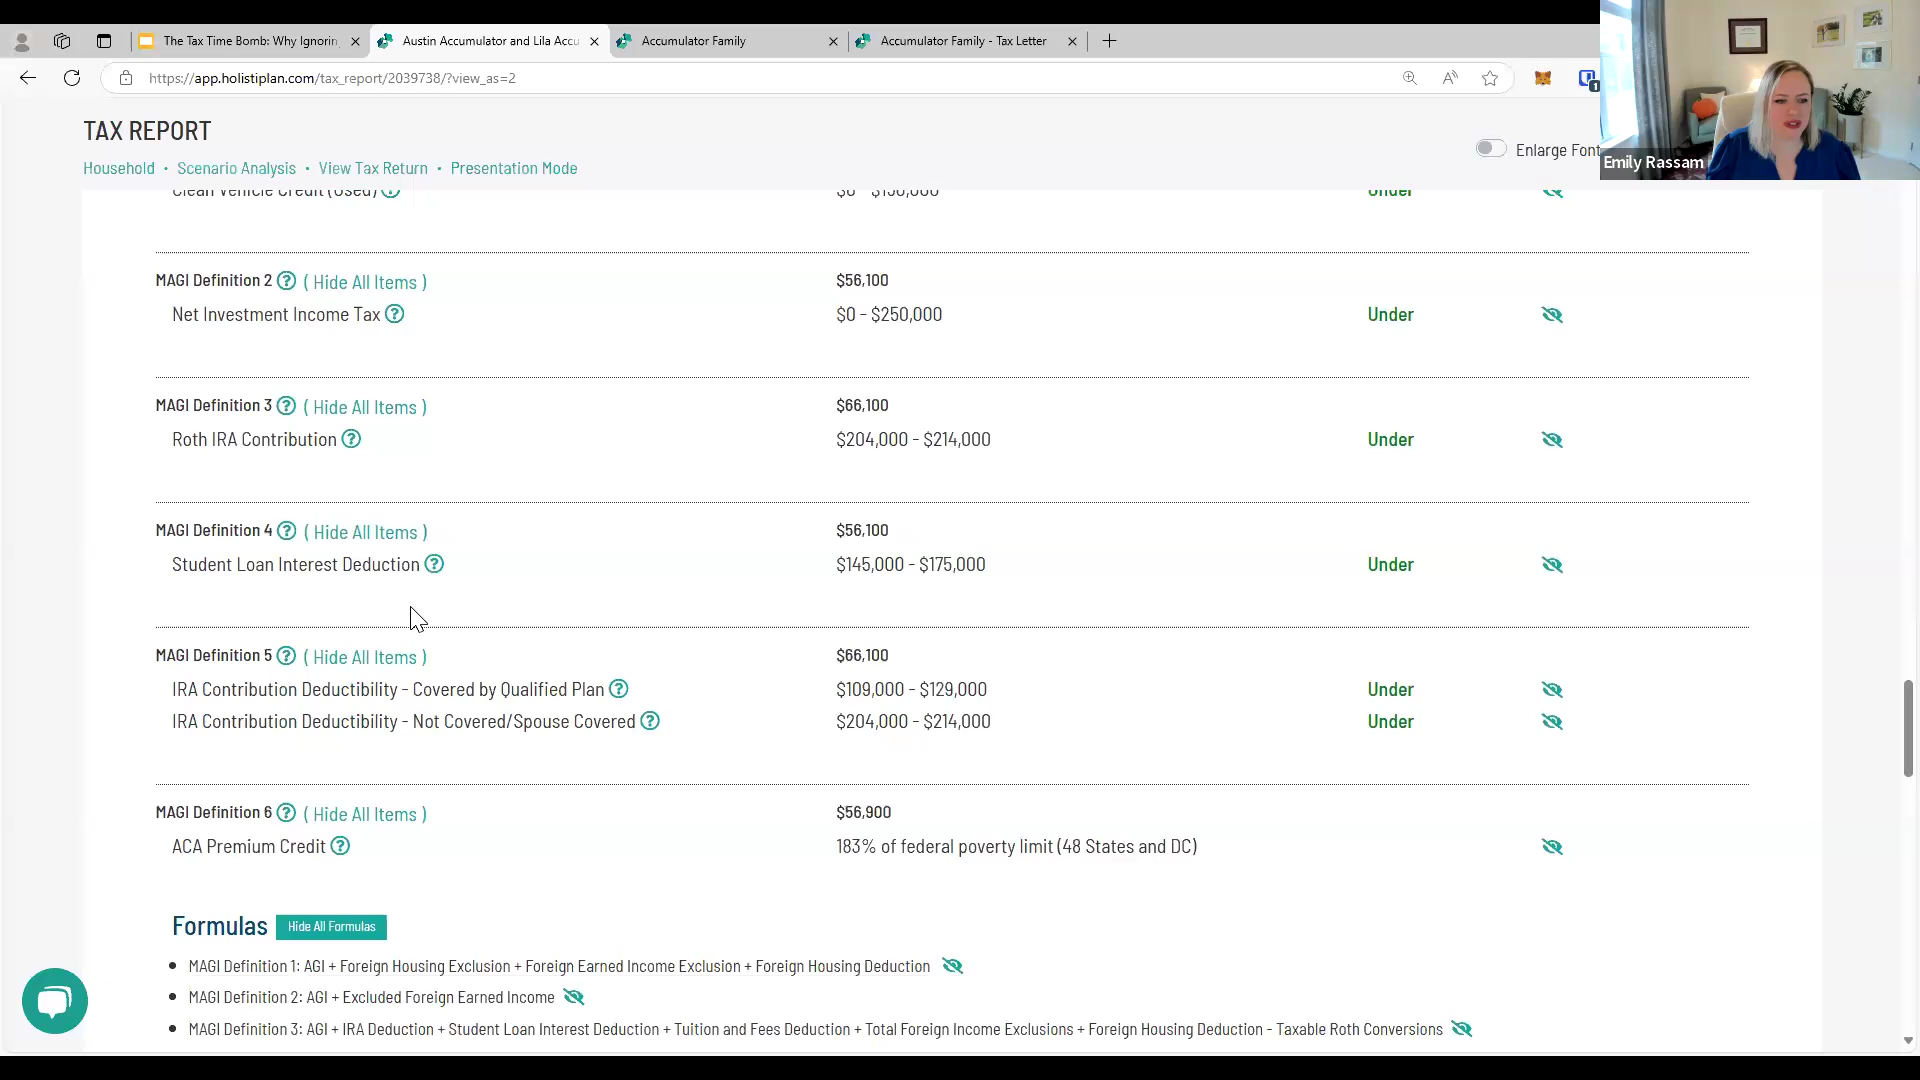 The Tax Time Bomb: Why Ignorin
Austin Accumulator and Lila Accu
Accumulator Family
Accumulator Family - Tax Letter
https://app.holistiplan.com/tax_report/2039738/?view_as=2
TAX REPORT
Household • Scenario Analysis • View Tax Return • Presentation Mode
Enlarge Font
Emily Rassam
Clean Vehicle Credit (Used) $0 - $150,000 Under
MAGI Definition 2 ( Hide All Items ) $56,100
Net Investment Income Tax $0 - $250,000 Under
MAGI Definition 3 ( Hide All Items ) $66,100
Roth IRA Contribution $204,000 - $214,000 Under
MAGI Definition 4 ( Hide All Items ) $56,100
Student Loan Interest Deduction $145,000 - $175,000 Under
MAGI Definition 5 ( Hide All Items ) $66,100
IRA Contribution Deductibility - Covered by Qualified Plan $109,000 - $129,000 Under
IRA Contribution Deductibility - Not Covered/Spouse Covered $204,000 - $214,000 Under
MAGI Definition 6 ( Hide All Items ) $56,900
ACA Premium Credit 183% of federal poverty limit (48 States and DC)
Formulas Hide All Formulas
• MAGI Definition 1: AGI + Foreign Housing Exclusion + Foreign Earned Income Exclusion + Foreign Housing Deduction
• MAGI Definition 2: AGI + Excluded Foreign Earned Income
• MAGI Definition 3: AGI + IRA Deduction + Student Loan Interest Deduction + Tuition and Fees Deduction + Total Foreign Income Exclusions + Foreign Housing Deduction - Taxable Roth Conversions